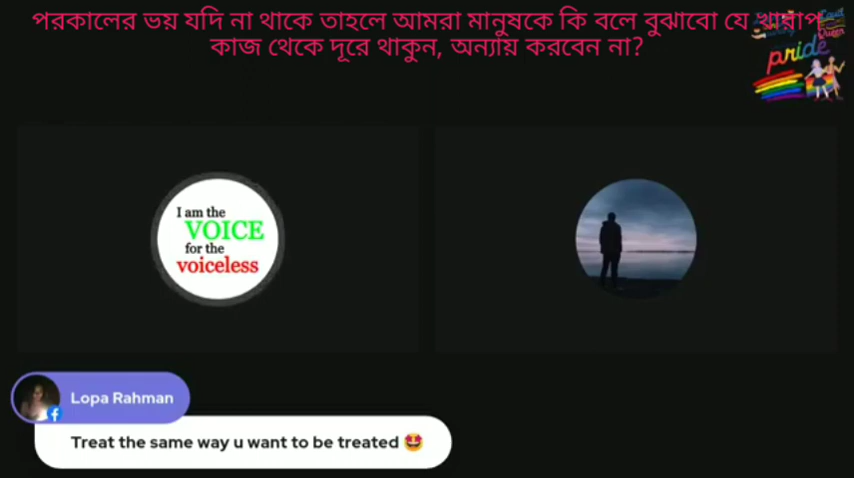 পরকালের ভয় যদি না থাকে তাহলে আমরা মানুষকে কি বলে বুঝাবো যে খারাপ
কাজ থেকে দূরে থাকুন, অন্যায় করবেন না?
pride
Queen
I am the
VOICE
for the
voiceless
Lopa Rahman
Treat the same way u want to be treated 🤩